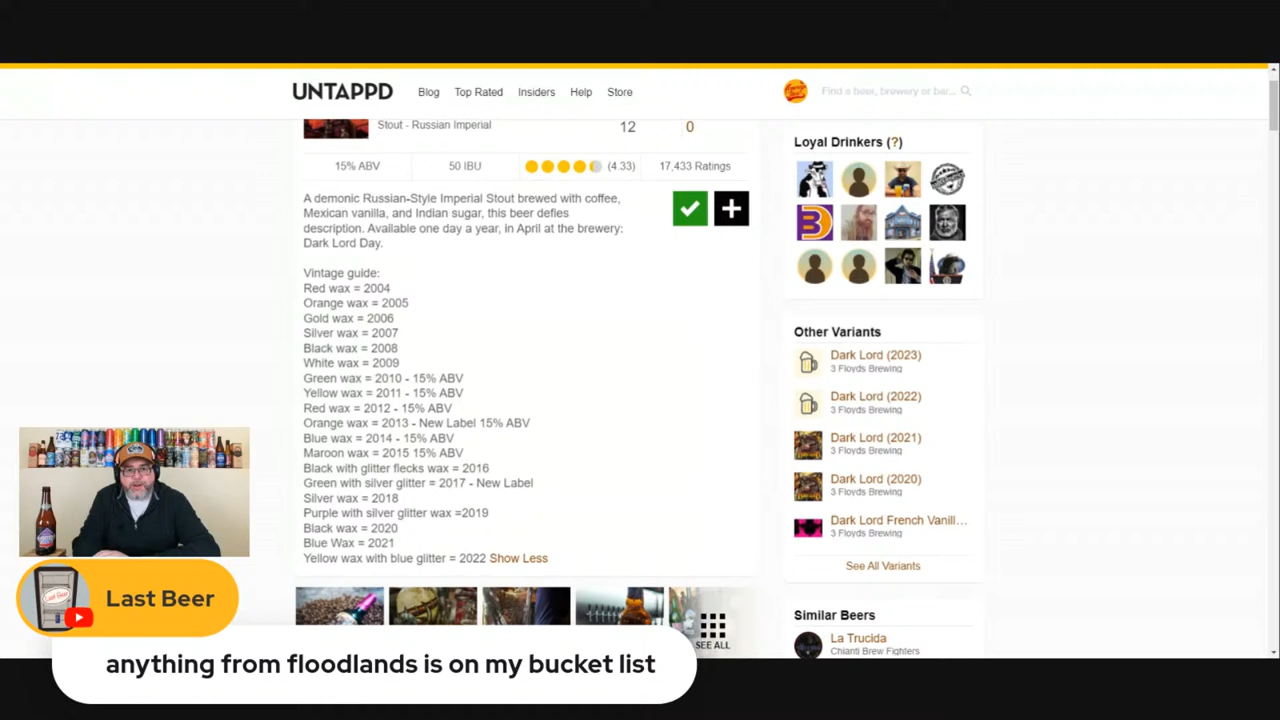 UNTAPPD
Blog
Top Rated
Insiders
Help
Store
Find a beer, brewery or bar...
Stout - Russian Imperial
12
0
15% ABV
50 IBU
(4.33)
17,433 Ratings
A demonic Russian-Style Imperial Stout brewed with coffee,
Mexican vanilla, and Indian sugar, this beer defies
description. Available one day a year, in April at the brewery:
Dark Lord Day.
Vintage guide:
Red wax = 2004
Orange wax = 2005
Gold wax = 2006
Silver wax = 2007
Black wax = 2008
White wax = 2009
Green wax = 2010 - 15% ABV
Yellow wax = 2011 - 15% ABV
Red wax = 2012 - 15% ABV
Orange wax = 2013 - New Label 15% ABV
Blue wax = 2014 - 15% ABV
Maroon wax = 2015 15% ABV
Black with glitter flecks wax = 2016
Green with silver glitter = 2017 - New Label
Silver wax = 2018
Purple with silver glitter wax =2019
Black wax = 2020
Blue Wax = 2021
Yellow wax with blue glitter = 2022 Show Less
SEE ALL
Loyal Drinkers (?)
Other Variants
Dark Lord (2023)
3 Floyds Brewing
Dark Lord (2022)
3 Floyds Brewing
Dark Lord (2021)
3 Floyds Brewing
Dark Lord (2020)
3 Floyds Brewing
Dark Lord French Vanill...
3 Floyds Brewing
See All Variants
Similar Beers
La Trucida
Chianti Brew Fighters
Last Beer
Last Beer
anything from floodlands is on my bucket list